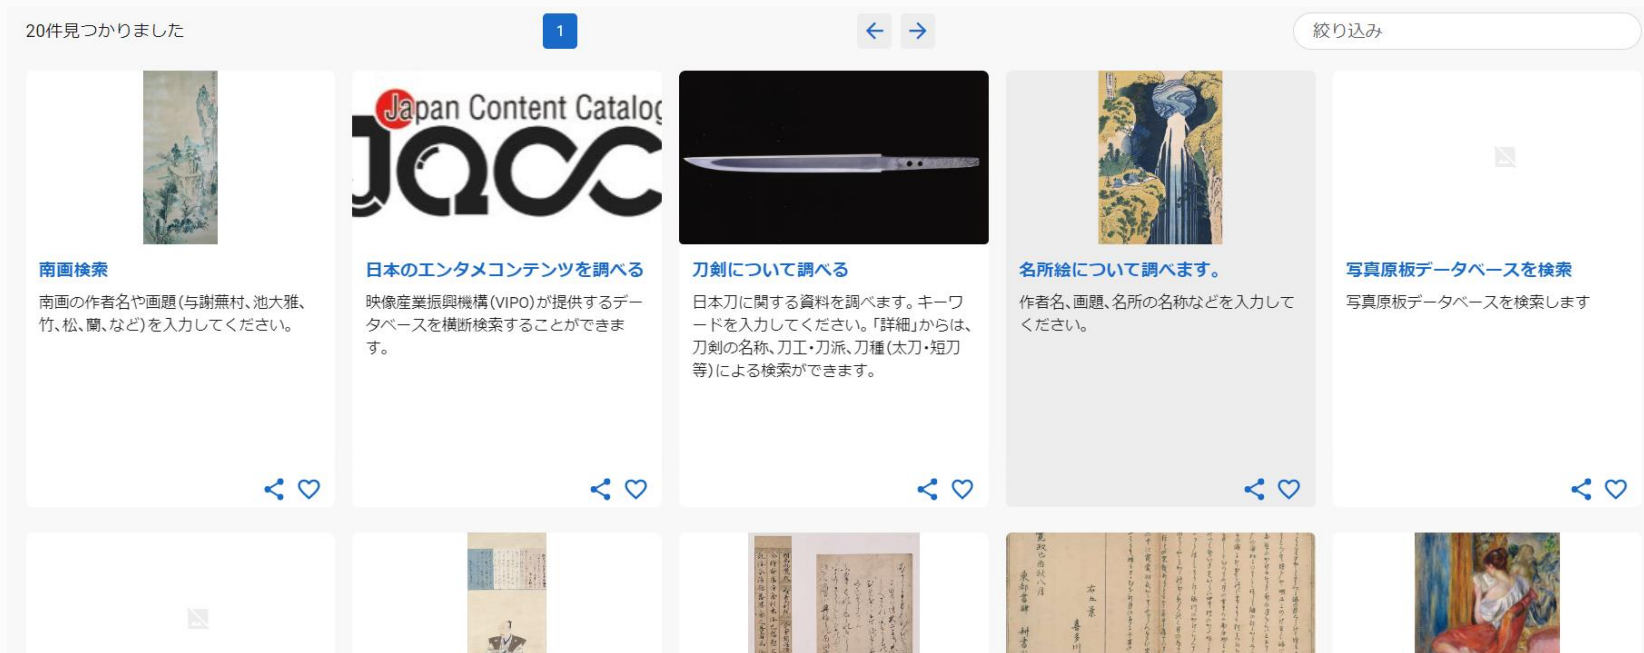 20件見つかりました
1
絞り込み
Japan Content Catalog
JACC
南画検索
南画の作者名や画題(与謝蕪村、池大雅、
竹、松、蘭、など)を入力してください。
日本のエンタメコンテンツを調べる
映像産業振興機構(VIPO)が提供するデー
タベースを横断検索することができま
す。
刀剣について調べる
日本刀に関する資料を調べます。キーワ
ードを入力してください。「詳細」からは、
刀剣の名称、刀工・刀派、刀種(太刀・短刀
等)による検索ができます。
名所絵について調べます。
作者名、画題、名所の名称などを入力して
ください。
写真原板データベースを検索
写真原板データベースを検索します